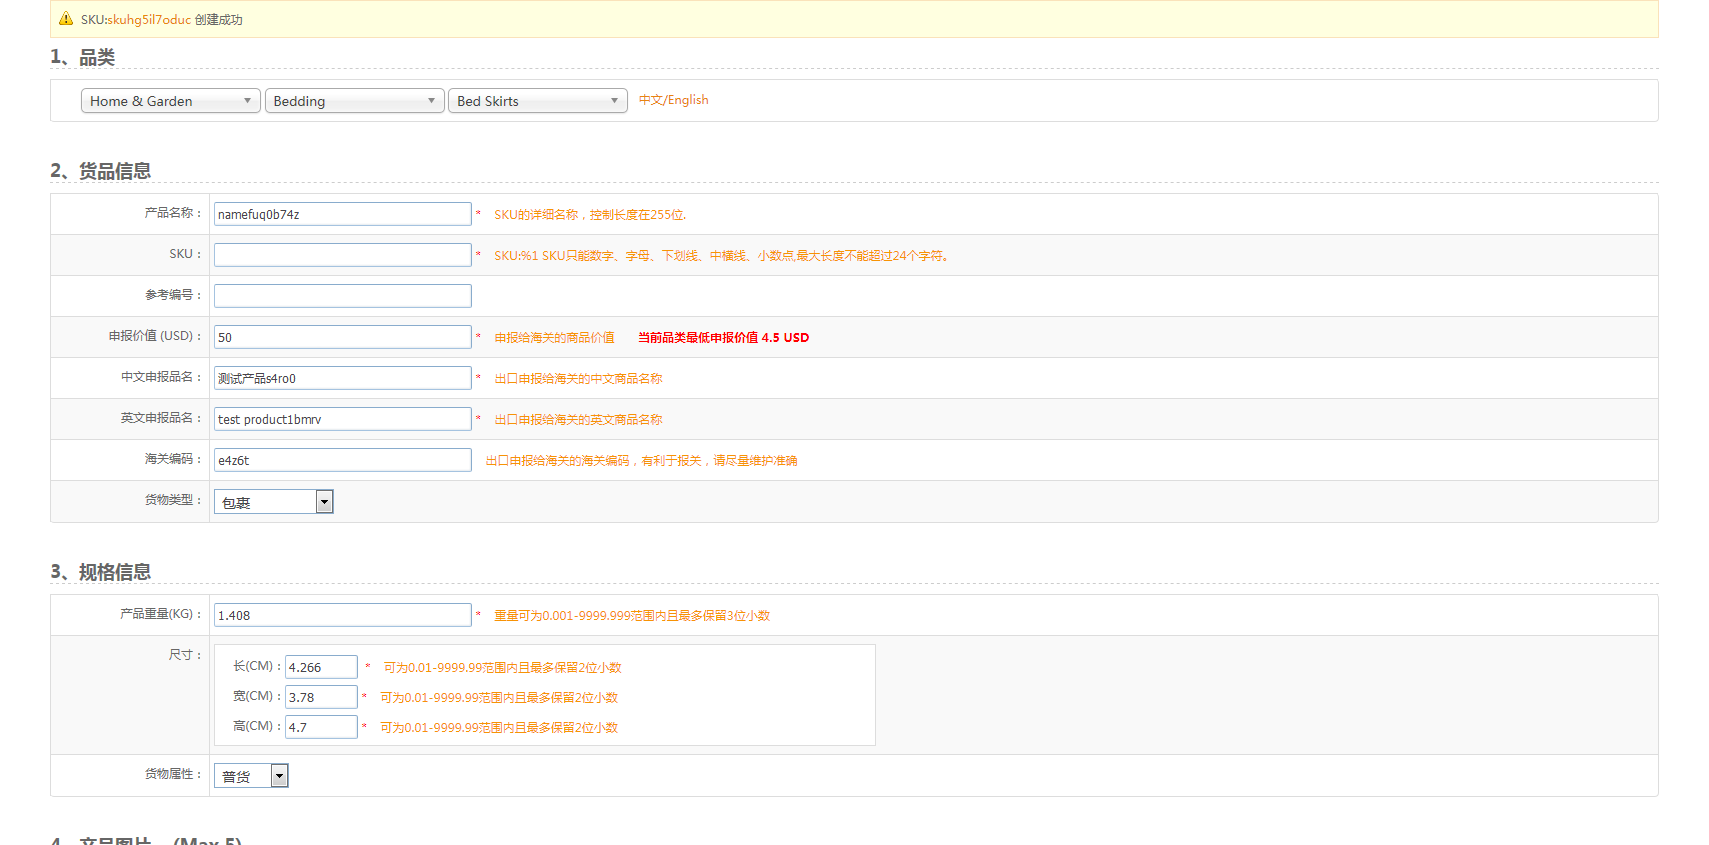 SKU:skuhg5il7oduc 创建成功
1、品类
Home & Garden Bedding Bed Skirts 中文/English
2、货品信息
产品名称： namefuq0b74z * SKU的详细名称，控制长度在255位.
SKU： * SKU:%1 SKU只能数字、字母、下划线、中横线、小数点,最大长度不能超过24个字符。
参考编号：
申报价值 (USD)： 50 * 申报给海关的商品价值 当前品类最低申报价值 4.5 USD
中文申报品名： 测试产品s4ro0 * 出口申报给海关的中文商品名称
英文申报品名： test product1bmrv * 出口申报给海关的英文商品名称
海关编码： e4z6t 出口申报给海关的海关编码，有利于报关，请尽量维护准确
货物类型： 包裹
3、规格信息
产品重量(KG)： 1.408 * 重量可为0.001-9999.999范围内且最多保留3位小数
尺寸：
长(CM)： 4.266 * 可为0.01-9999.99范围内且最多保留2位小数
宽(CM)： 3.78 * 可为0.01-9999.99范围内且最多保留2位小数
高(CM)： 4.7 * 可为0.01-9999.99范围内且最多保留2位小数
货物属性： 普货
4、产品图片 (Max 5)